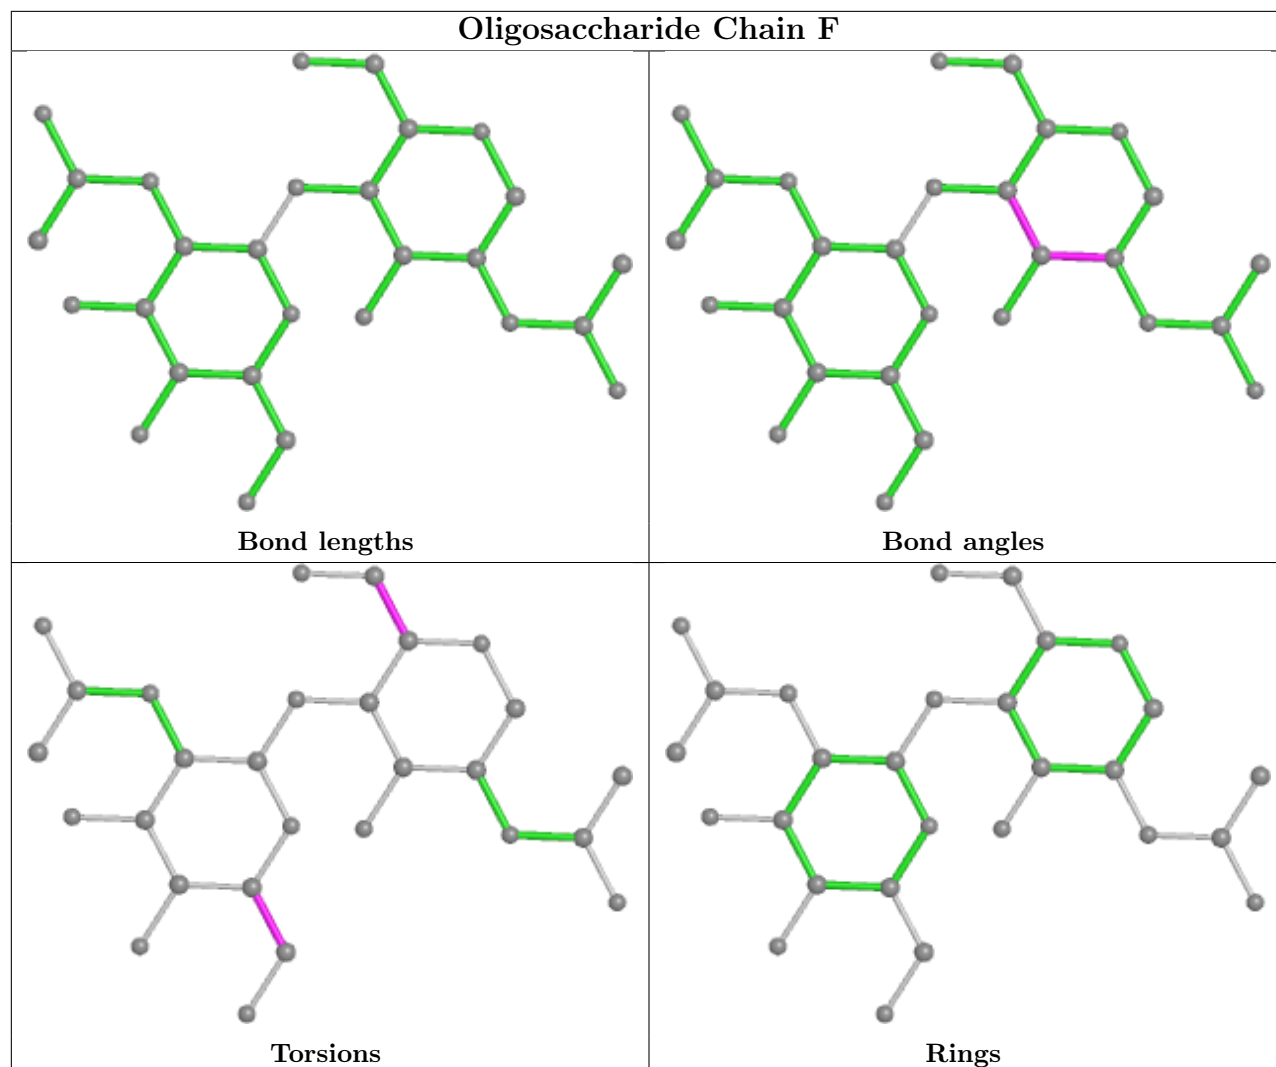 Oligosaccharide Chain F
Bond lengths
Bond angles
Torsions
Rings